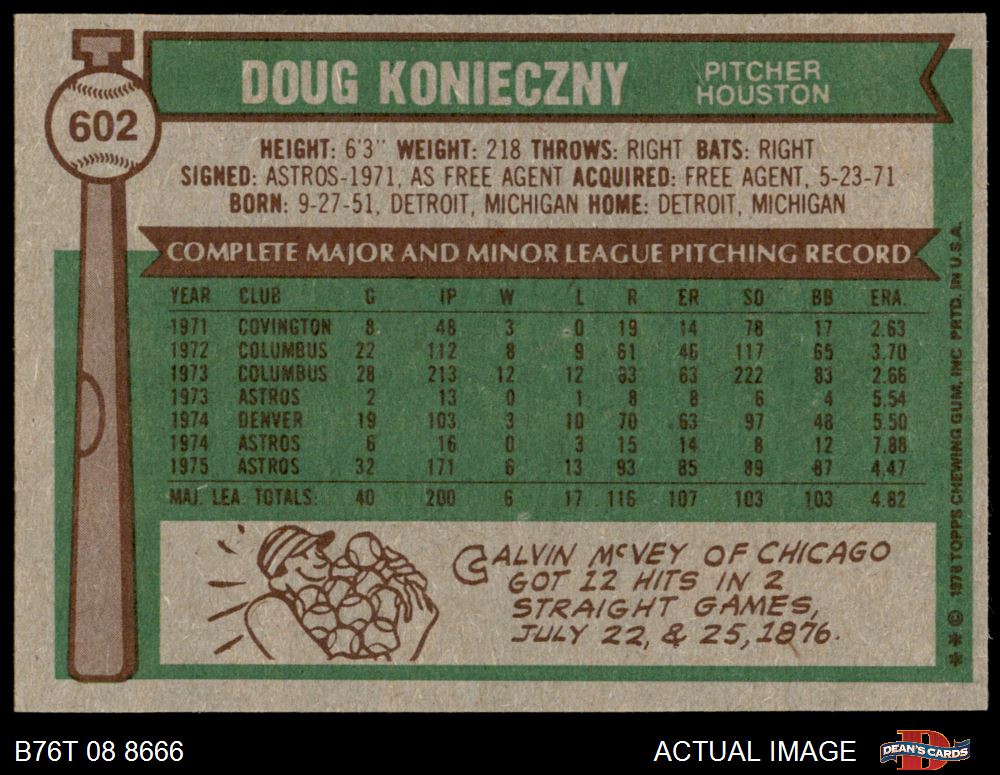 602
DOUG KONIECZNY
PITCHER
HOUSTON
HEIGHT: 6'3" WEIGHT: 218 THROWS: RIGHT BATS: RIGHT
SIGNED: ASTROS-1971, AS FREE AGENT ACQUIRED: FREE AGENT, 5-23-71
BORN: 9-27-51, DETROIT, MICHIGAN HOME: DETROIT, MICHIGAN
COMPLETE MAJOR AND MINOR LEAGUE PITCHING RECORD
YEAR CLUB G IP W L R ER SO BB ERA.
1971 COVINGTON 8 48 3 0 19 14 78 17 2.63
1972 COLUMBUS 22 112 8 9 61 46 117 65 3.70
1973 COLUMBUS 28 213 12 12 83 63 222 83 2.66
1973 ASTROS 2 13 0 1 8 8 6 4 5.54
1974 DENVER 19 103 3 10 70 63 97 48 5.50
1974 ASTROS 6 16 0 3 15 14 8 12 7.88
1975 ASTROS 32 171 6 13 93 85 89 87 4.47
MAJ. LEA. TOTALS: 40 200 6 17 116 107 103 103 4.82
CALVIN McVEY OF CHICAGO
GOT 12 HITS IN 2
STRAIGHT GAMES,
JULY 22, & 25, 1876.
** © 1976 TOPPS CHEWING GUM, INC PRTD. IN U.S.A.
B76T 08 8666
ACTUAL IMAGE
D
DEAN'S CARDS